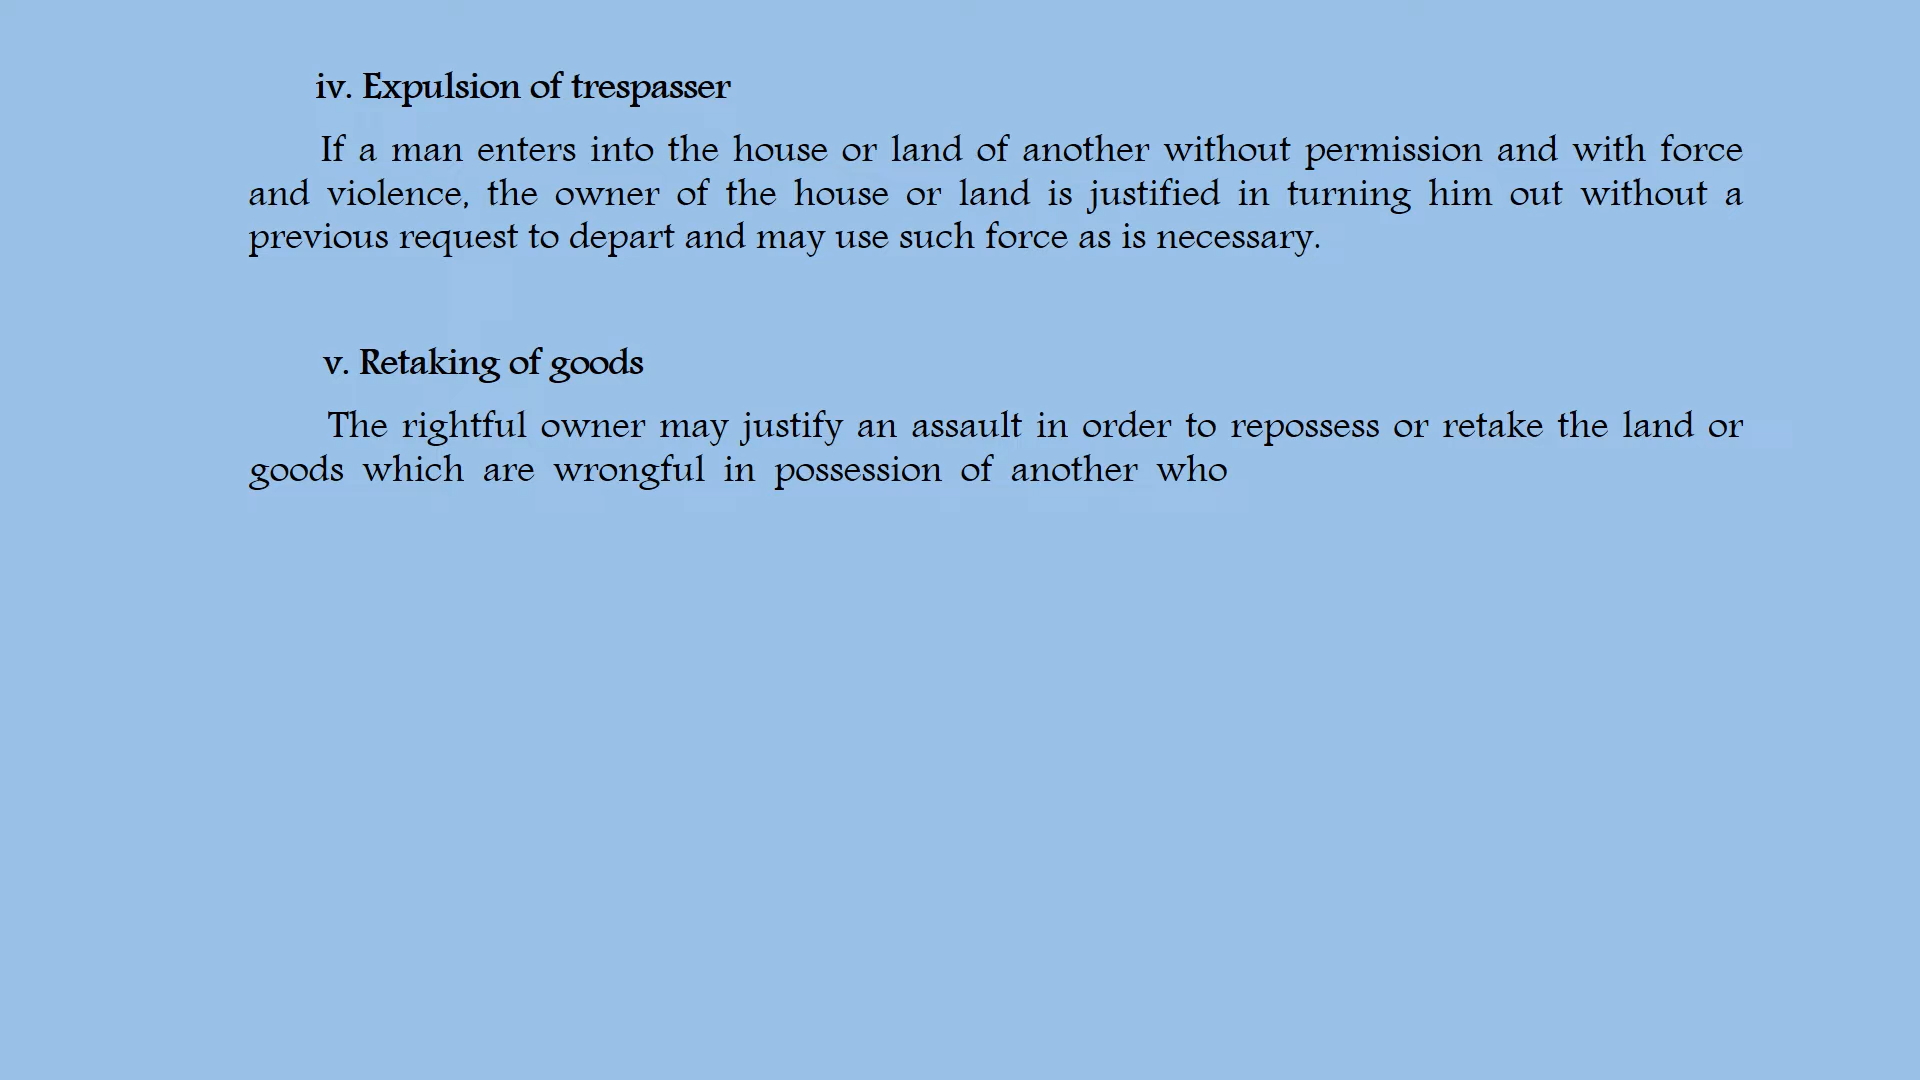 iv. Expulsion of trespasser
If a man enters into the house or land of another without permission and with force
and violence, the owner of the house or land is justified in turning him out without a
previous request to depart and may use such force as is necessary.
v. Retaking of goods
The rightful owner may justify an assault in order to repossess or retake the land or
goods which are wrongful in possession of another who